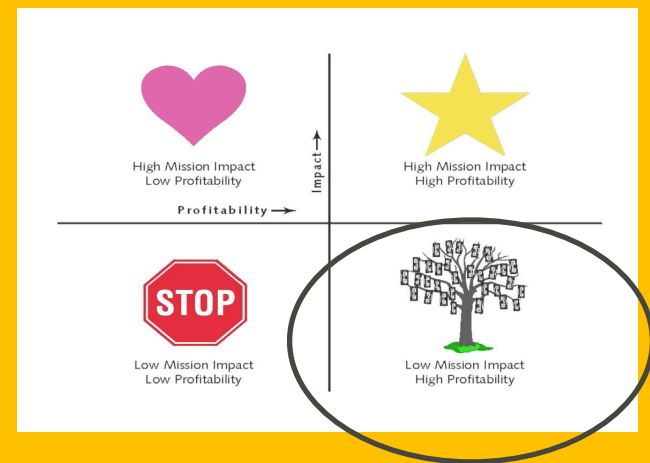 High Mission Impact
Low Profitability
High Mission Impact
High Profitability
Impact
Profitability
STOP
Low Mission Impact
Low Profitability
Low Mission Impact
High Profitability